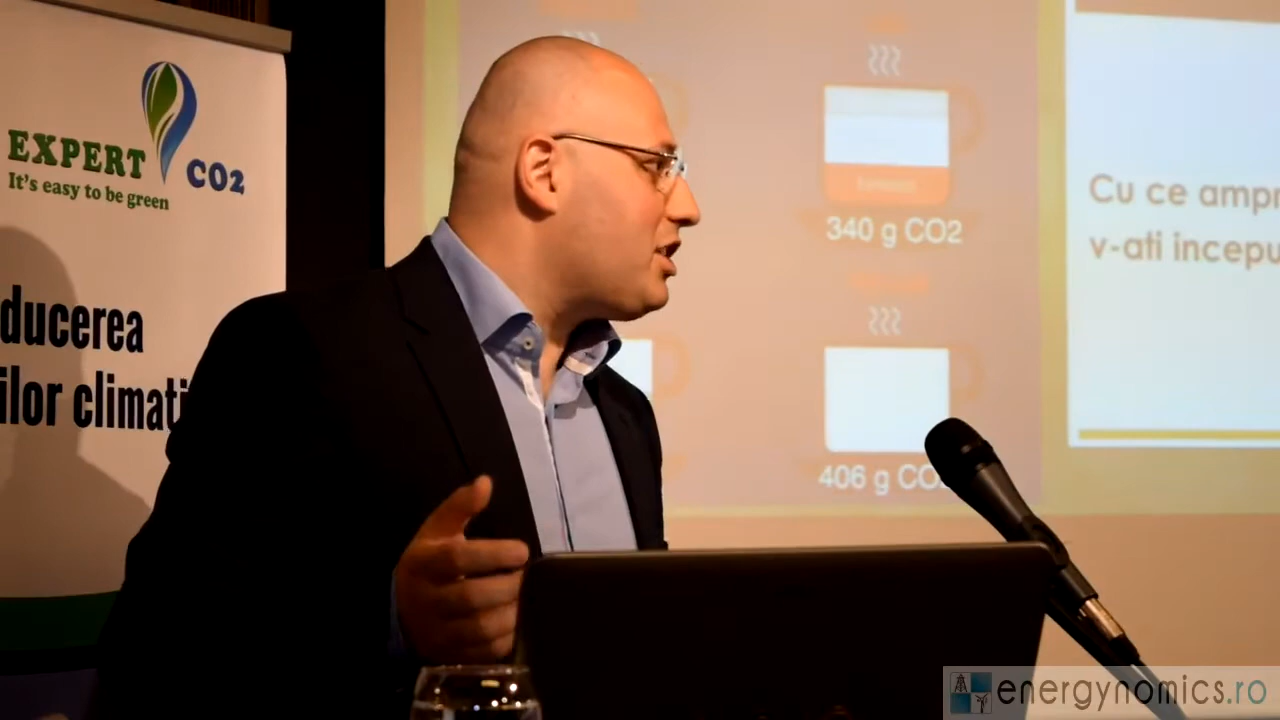 EXPERT CO2
It's easy to be green
ducerea
ilor climati
340 g CO2
406 g CO2
Cu ce ampr
v-ati incepu
energynomics.ro